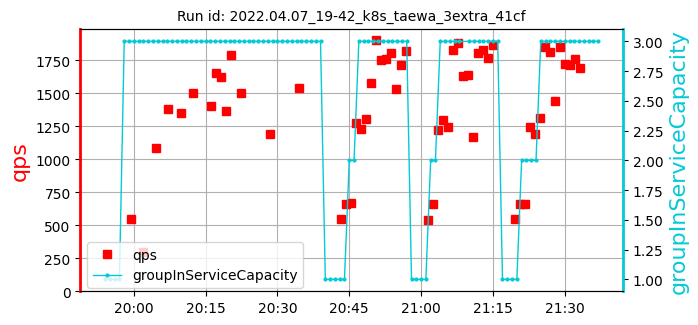 Run id: 2022.04.07_19-42_k8s_taewa_3extra_41cf
qps
1750
1500
1250
1000
750
500
250
0
3.00
2.75
2.50
2.25
2.00
1.75
1.50
1.25
1.00
groupInServiceCapacity
qps
groupInServiceCapacity
20:00 20:15 20:30 20:45 21:00 21:15 21:30